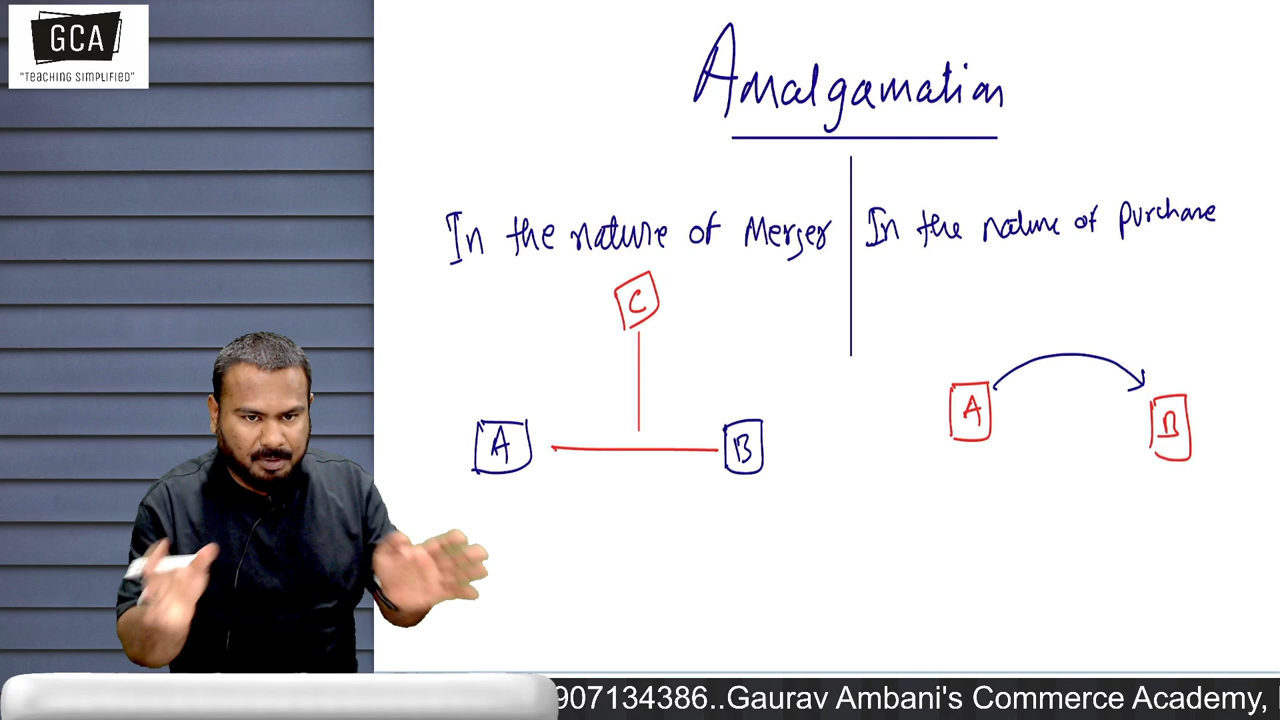 GCA
"TEACHING SIMPLIFIED"
Amalgamation
In the nature of Merger
In the nature of Purchase
C
A
B
A
B
907134386..Gaurav Ambani's Commerce Academy,